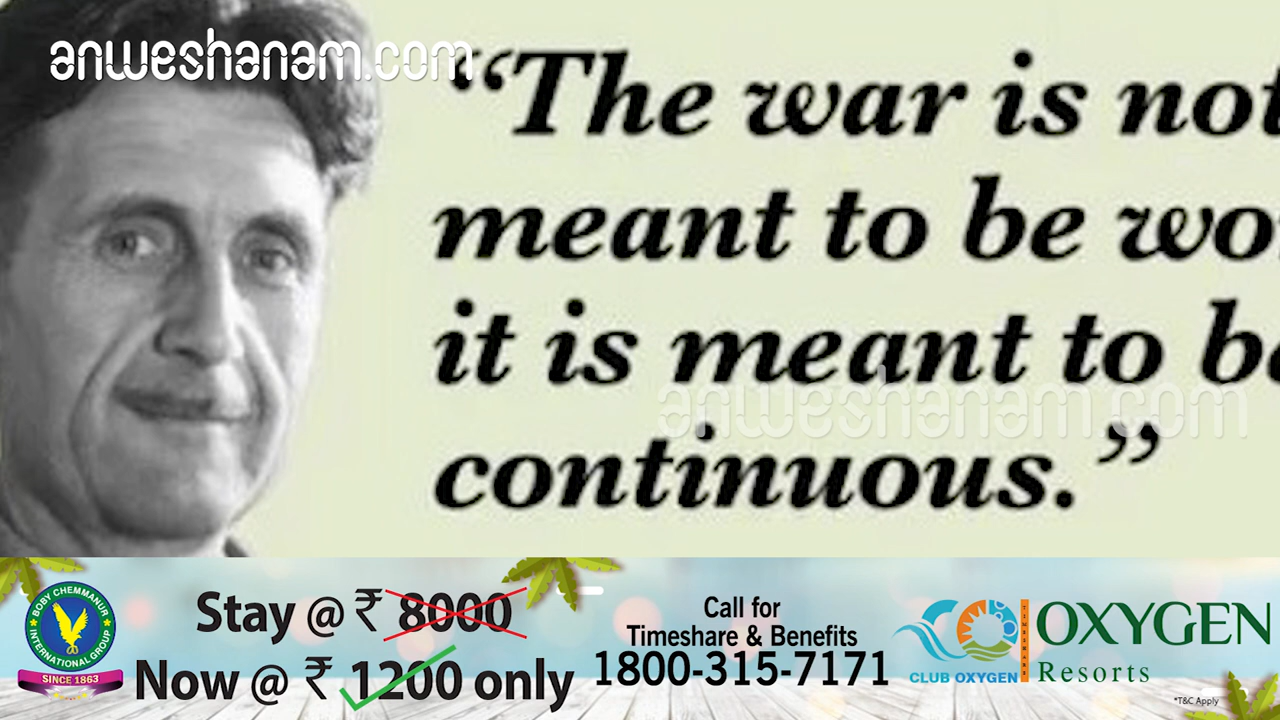 anweshanam.com
“The war is not
meant to be wo
it is meant to be
anweshanam.com
continuous.”
BOBY CHEMMANUR
INTERNATIONAL GROUP
SINCE 1863
Stay @ ₹ 8000
Now @ ₹ 1200 only
Call for
Timeshare & Benefits
1800-315-7171
CLUB OXYGEN
TIMESHARE
OXYGEN
Resorts
*T&C Apply